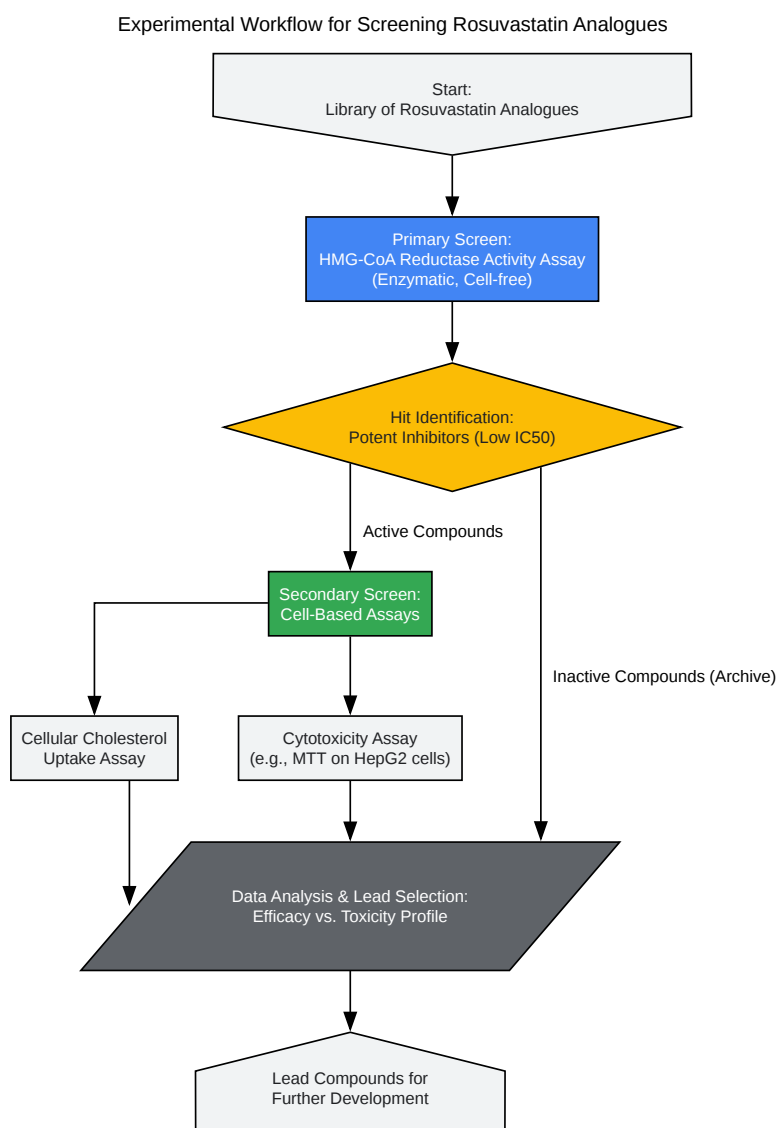 Experimental Workflow for Screening Rosuvastatin Analogues
Start:
Library of Rosuvastatin Analogues
Primary Screen:
HMG-CoA Reductase Activity Assay
(Enzymatic, Cell-free)
Hit Identification:
Potent Inhibitors (Low IC50)
Active Compounds
Secondary Screen:
Cell-Based Assays
Inactive Compounds (Archive)
Cellular Cholesterol
Uptake Assay
Cytotoxicity Assay
(e.g., MTT on HepG2 cells)
Data Analysis & Lead Selection:
Efficacy vs. Toxicity Profile
Lead Compounds for
Further Development